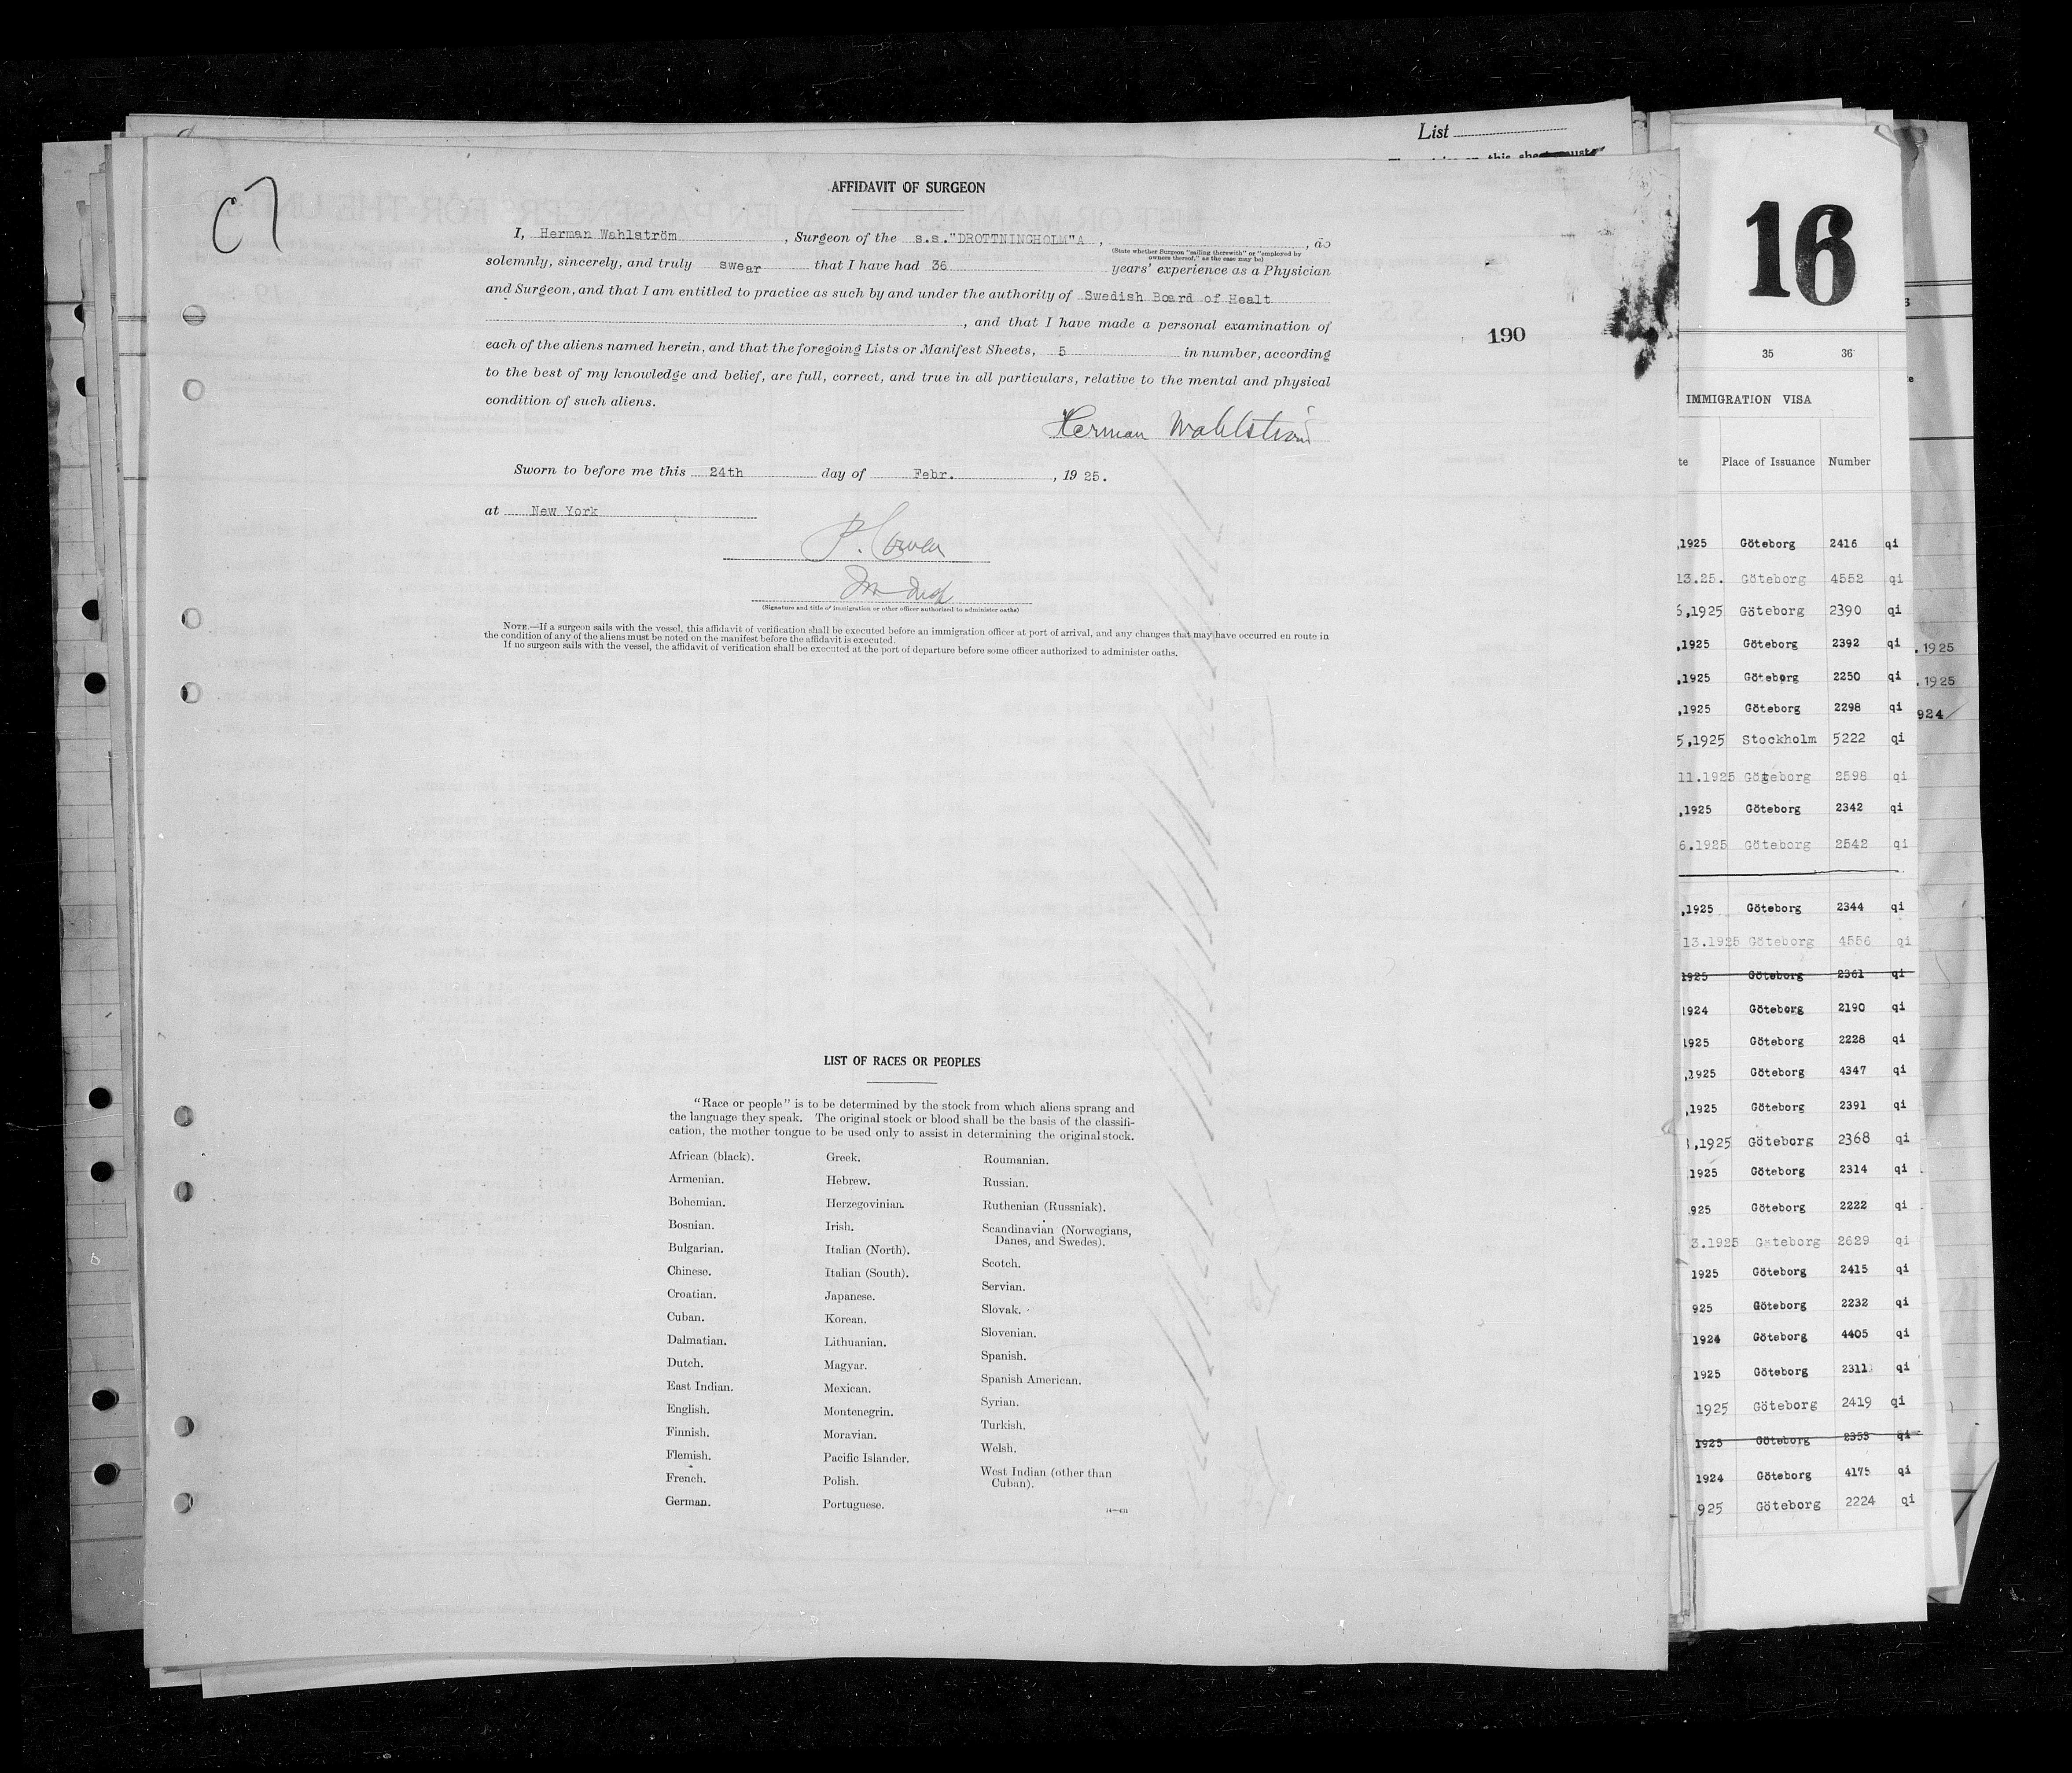 List
AFFIDAVIT OF SURGEON
I, Herman Wahlström, Surgeon of the s.s."DROTTNINGHOLM"A, , do
(State whether Surgeon "sailing therewith" or "employed by
owners thereof," as the case may be)
solemnly, sincerely, and truly swear that I have had 36 years' experience as a Physician
and Surgeon, and that I am entitled to practice as such by and under the authority of Swedish Board of Healt
, and that I have made a personal examination of
each of the aliens named herein, and that the foregoing Lists or Manifest Sheets, 5 in number, according
to the best of my knowledge and belief, are full, correct, and true in all particulars, relative to the mental and physical
condition of such aliens.
Herman Wahlström
Sworn to before me this 24th day of Febr., 1925.
at New York
(Signature and title of immigration or other officer authorized to administer oaths)
NOTE.—If a surgeon sails with the vessel, this affidavit of verification shall be executed before an immigration officer at port of arrival, and any changes that may have occurred en route in
the condition of any of the aliens must be noted on the manifest before the affidavit is executed.
If no surgeon sails with the vessel, the affidavit of verification shall be executed at the port of departure before some officer authorized to administer oaths.
190
LIST OF RACES OR PEOPLES
"Race or people" is to be determined by the stock from which aliens sprang and
the language they speak. The original stock or blood shall be the basis of the classifi-
cation, the mother tongue to be used only to assist in determining the original stock.
African (black).
Armenian.
Bohemian.
Bosnian.
Bulgarian.
Chinese.
Croatian.
Cuban.
Dalmatian.
Dutch.
East Indian.
English.
Finnish.
Flemish.
French.
German.
Greek.
Hebrew.
Herzegovinian.
Irish.
Italian (North).
Italian (South).
Japanese.
Korean.
Lithuanian.
Magyar.
Mexican.
Montenegrin.
Moravian.
Pacific Islander.
Polish.
Portuguese.
Roumanian.
Russian.
Ruthenian (Russniak).
Scandinavian (Norwegians,
Danes, and Swedes).
Scotch.
Servian.
Slovak.
Slovenian.
Spanish.
Spanish American.
Syrian.
Turkish.
Welsh.
West Indian (other than
Cuban).
16
35 36
IMMIGRATION VISA
te Place of Issuance Number
,1925 Göteborg 2416 qi
13.25. Göteborg 4552 qi
5,1925 Göteborg 2390 qi
,1925 Göteborg 2392 qi
,1925 Göteborg 2250 qi
,1925 Göteborg 2298 qi
5,1925 Stockholm 5222 qi
11.1925 Göteborg 2598 qi
,1925 Göteborg 2342 qi
6.1925 Göteborg 2542 qi
,1925 Göteborg 2344 qi
13.1925 Göteborg 4556 qi
1925 Göteborg 2361 qi
1924 Göteborg 2190 qi
1925 Göteborg 2228 qi
,1925 Göteborg 4347 qi
,1925 Göteborg 2391 qi
,1925 Göteborg 2368 qi
1925 Göteborg 2314 qi
925 Göteborg 2222 qi
3.1925 Göteborg 2629 qi
1925 Göteborg 2415 qi
925 Göteborg 2232 qi
1924 Göteborg 4405 qi
1925 Göteborg 2311 qi
1925 Göteborg 2419 qi
1925 Göteborg 2353 qi
1924 Göteborg 4175 qi
925 Göteborg 2224 qi
. 1925
. 1925
924